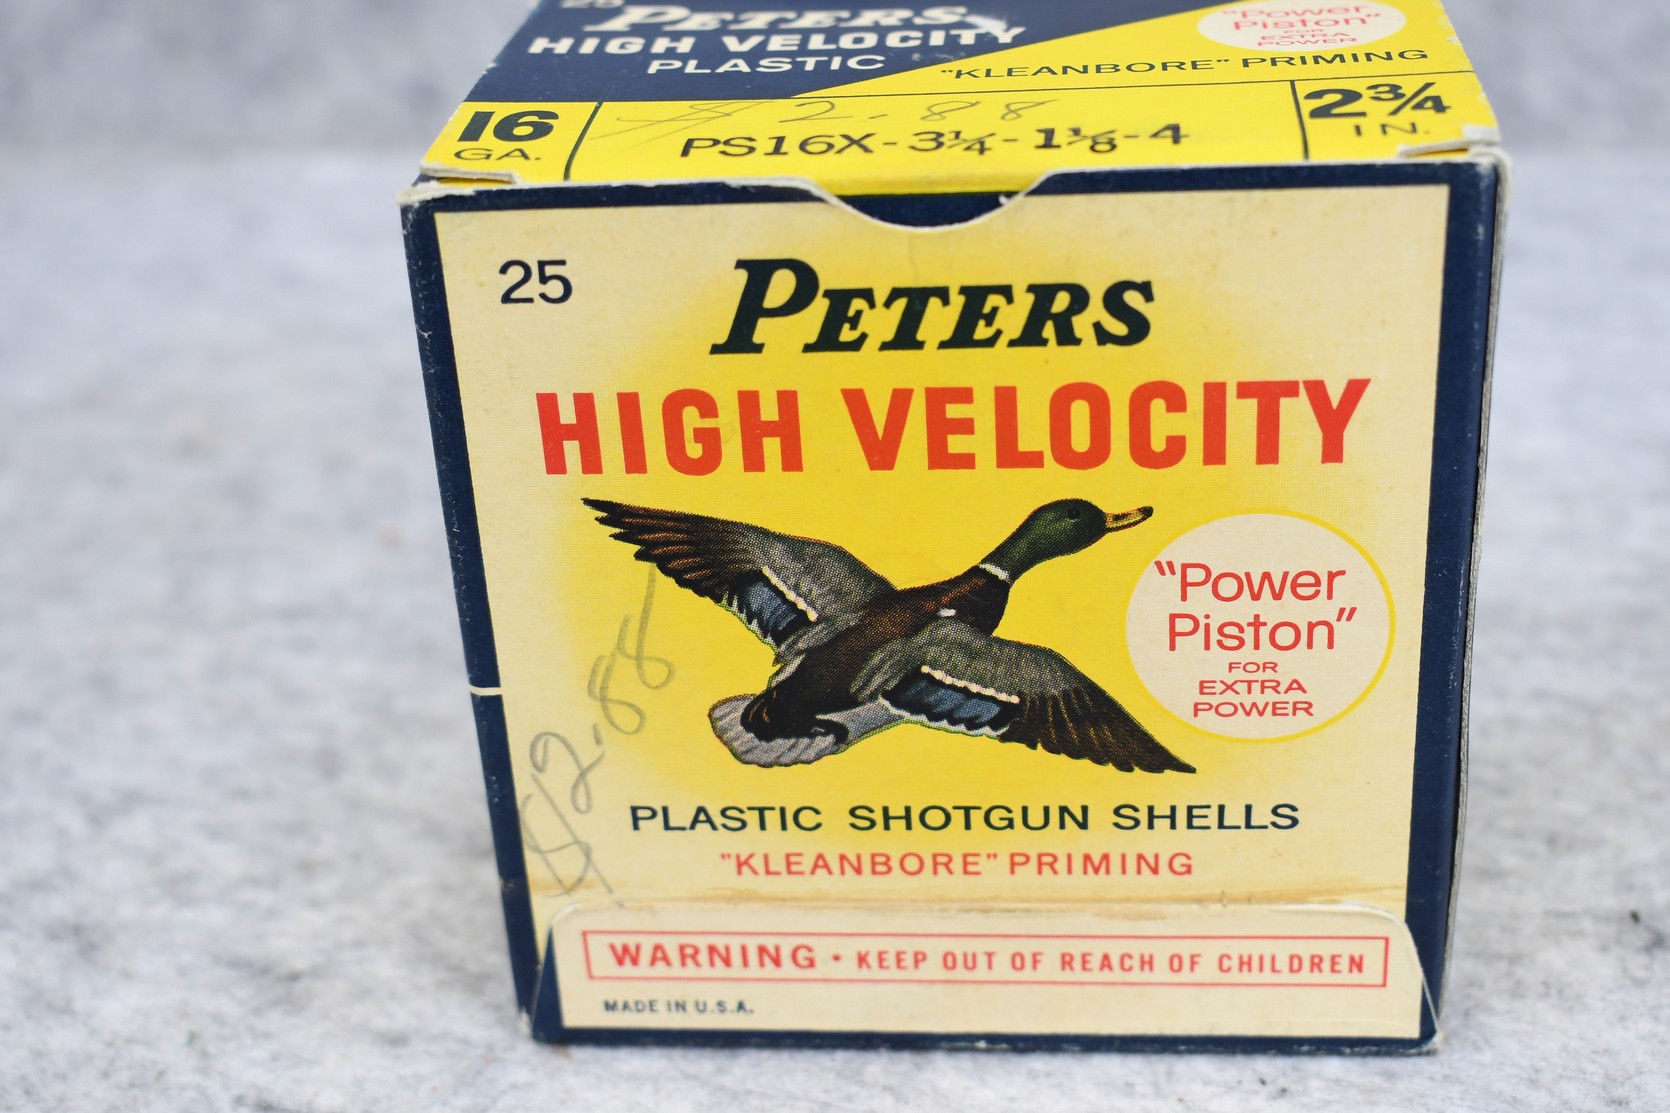 25 PETERS
HIGH VELOCITY
PLASTIC
"Power
Piston"
FOR
EXTRA
POWER
"KLEANBORE" PRIMING
16
GA.
$2.88
PS16X-3¼-1⅛-4
2¾
IN.
25
PETERS
HIGH VELOCITY
"Power
Piston"
FOR
EXTRA
POWER
$2.88
PLASTIC SHOTGUN SHELLS
"KLEANBORE" PRIMING
WARNING • KEEP OUT OF REACH OF CHILDREN
MADE IN U.S.A.